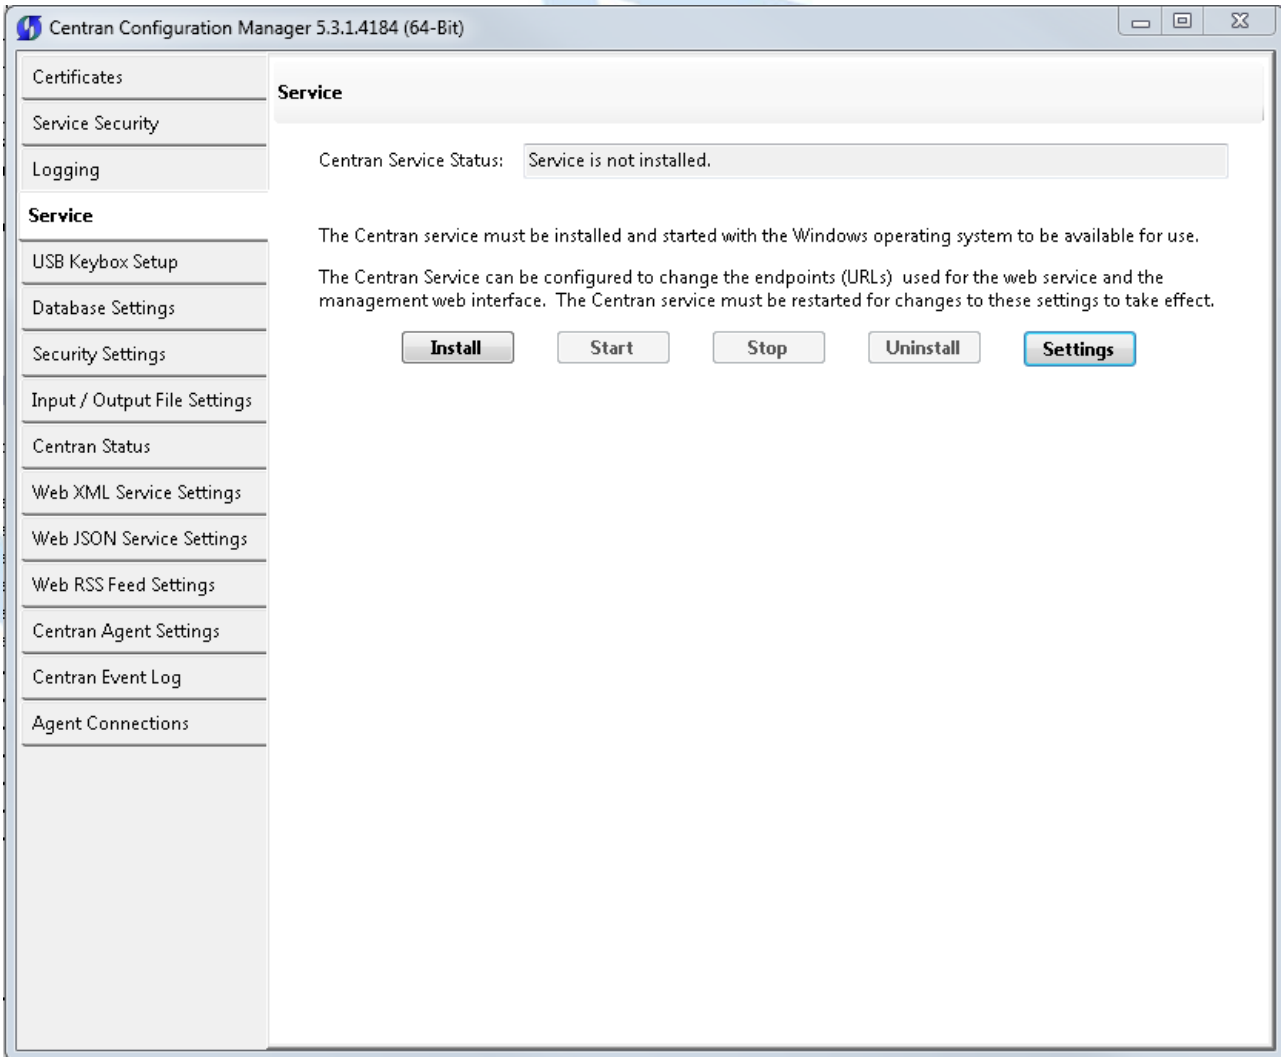 Centran Configuration Manager 5.3.1.4184 (64-Bit)
Certificates
Service Security
Logging
Service
USB Keybox Setup
Database Settings
Security Settings
Input / Output File Settings
Centran Status
Web XML Service Settings
Web JSON Service Settings
Web RSS Feed Settings
Centran Agent Settings
Centran Event Log
Agent Connections
Service
Centran Service Status: Service is not installed.
The Centran service must be installed and started with the Windows operating system to be available for use.
The Centran Service can be configured to change the endpoints (URLs) used for the web service and the
management web interface. The Centran service must be restarted for changes to these settings to take effect.
Install Start Stop Uninstall Settings